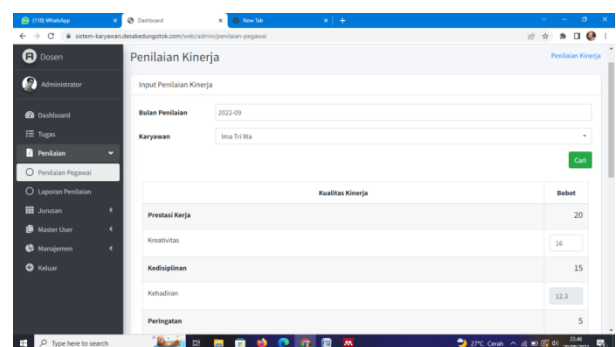 (110) WhatsApp
Dashboard
New Tab
sistem-karyawan.desakedungotok.com/web/admin/penilaian-pegawai
Dosen
Penilaian Kinerja
Penilaian Kinerja
Administrator
Input Penilaian Kinerja
Dashboard
Bulan Penilaian
2022-09
Tugas
Karyawan
Ima Tri Wa
Penilaian
Cari
Penilaian Pegawai
Laporan Penilaian
Kualitas Kinerja
Bobot
Jurusan
Prestasi Kerja
20
Master User
Kreativitas
16
Manajemen
Keluar
Kedisiplinan
15
Kehadiran
12.3
Peringatan
5
Type here to search
27°C Cerah
23.46